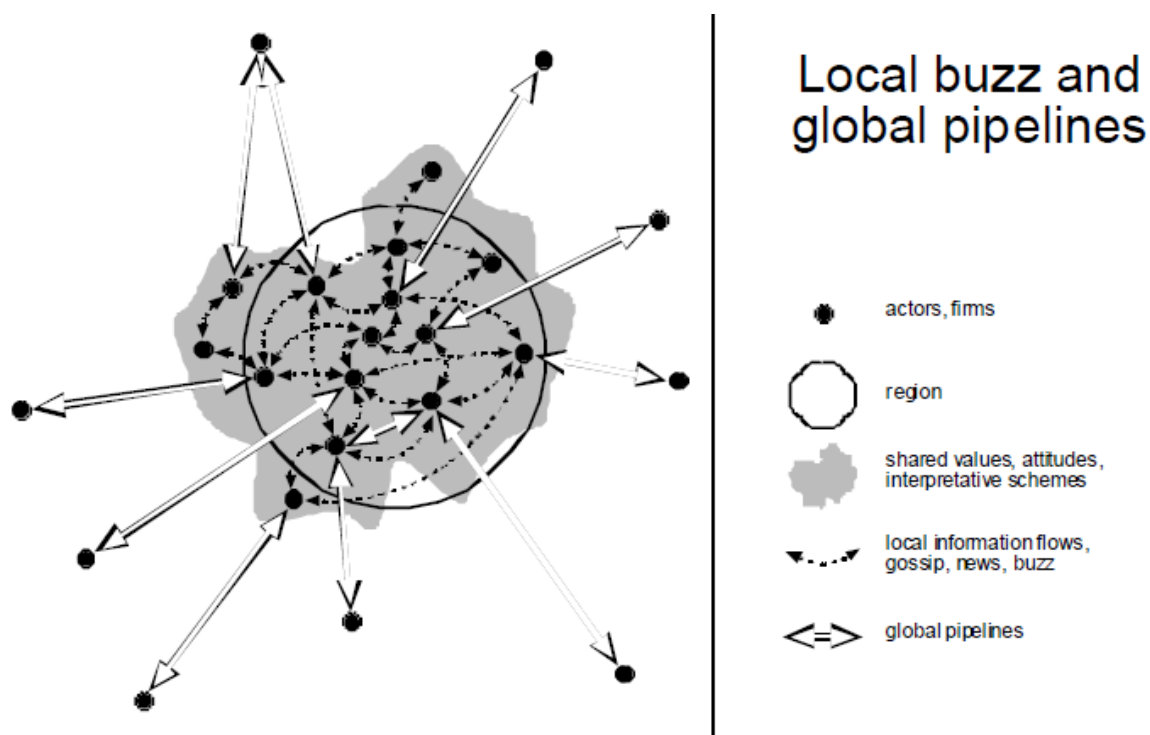 Local buzz and
global pipelines
actors, firms
region
shared values, attitudes,
interpretative schemes
local information flows,
gossip, news, buzz
global pipelines